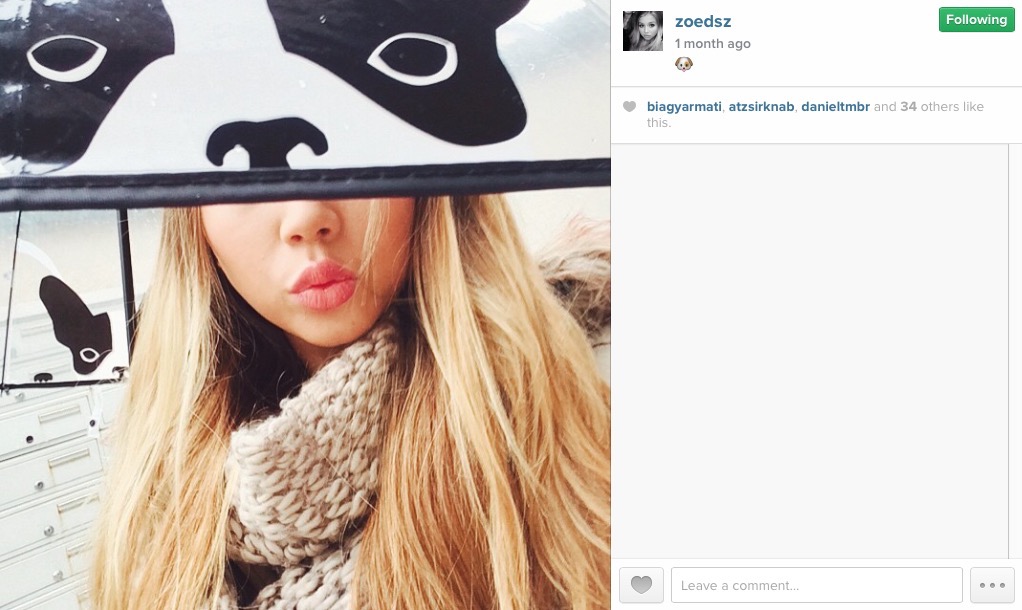 zoedsz
Following
1 month ago
🐶
biagyarmati, atzsirknab, danieltmbr and 34 others like
this.
Leave a comment...